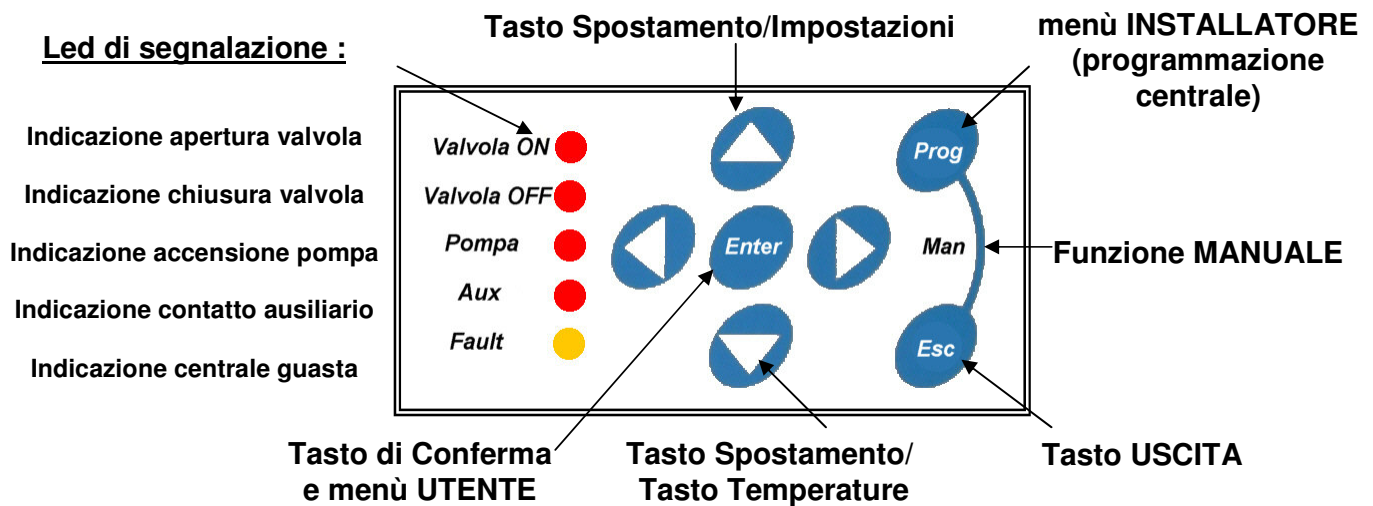 Led di segnalazione :
Tasto Spostamento/Impostazioni
menù INSTALLATORE
(programmazione
centrale)
Indicazione apertura valvola
Indicazione chiusura valvola
Indicazione accensione pompa
Indicazione contatto ausiliario
Indicazione centrale guasta
Valvola ON
Valvola OFF
Pompa
Aux
Fault
Enter
Prog
Man
Esc
Funzione MANUALE
Tasto di Conferma
e menù UTENTE
Tasto Spostamento/
Tasto Temperature
Tasto USCITA